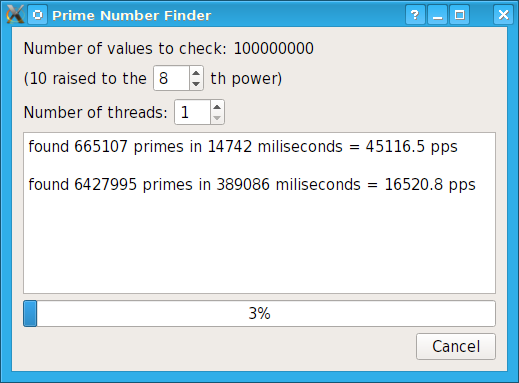 Prime Number Finder
Number of values to check: 100000000
(10 raised to the 8 th power)
Number of threads: 1
found 665107 primes in 14742 miliseconds = 45116.5 pps
found 6427995 primes in 389086 miliseconds = 16520.8 pps
3%
Cancel